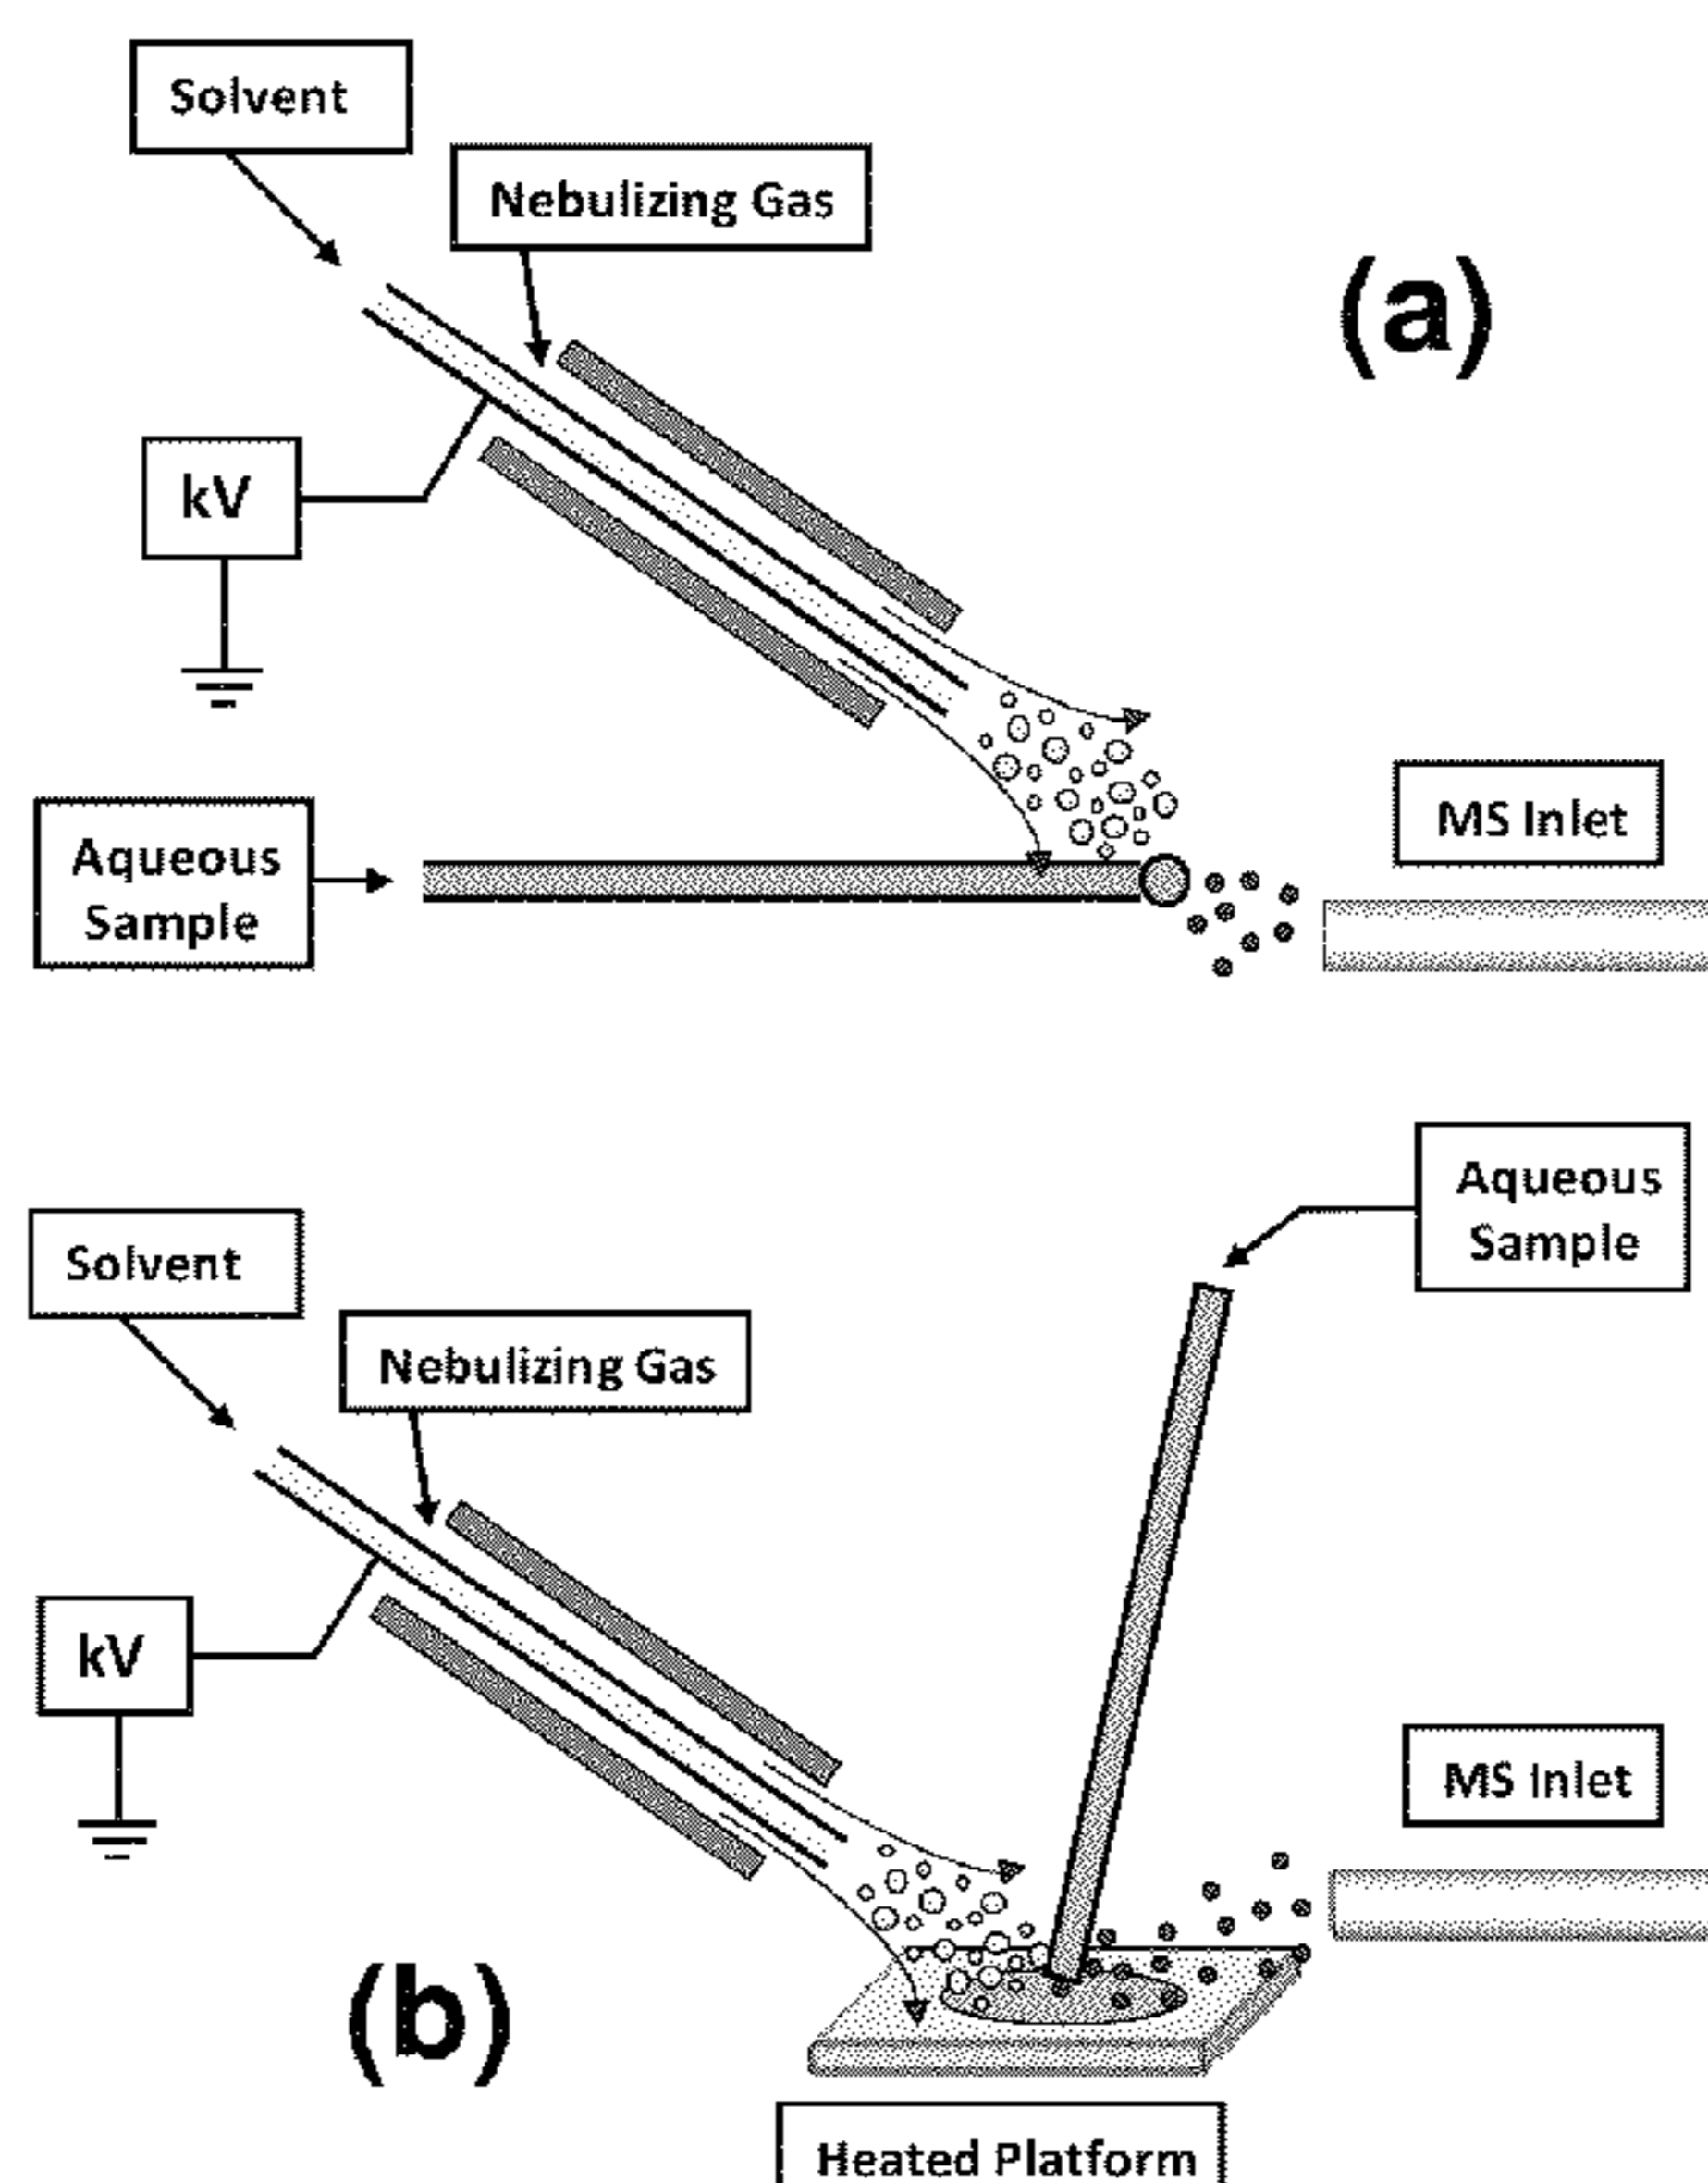 Solvent
Nebulizing Gas
(a)
kV
MS Inlet
Aqueous
Sample
Aqueous
Sample
Solvent
Nebulizing Gas
kV
MS Inlet
(b)
Heated Platform